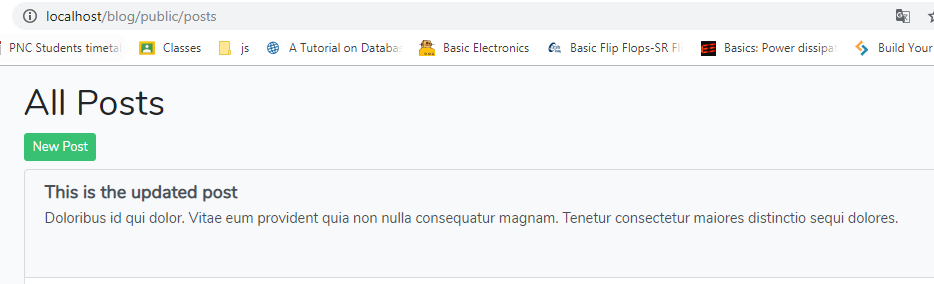 localhost/blog/public/posts
PNC Students timetal Classes js A Tutorial on Databa Basic Electronics Basic Flip Flops-SR Fl Basics: Power dissipa Build Your
All Posts
New Post
This is the updated post
Doloribus id qui dolor. Vitae eum provident quia non nulla consequatur magnam. Tenetur consectetur maiores distinctio sequi dolores.